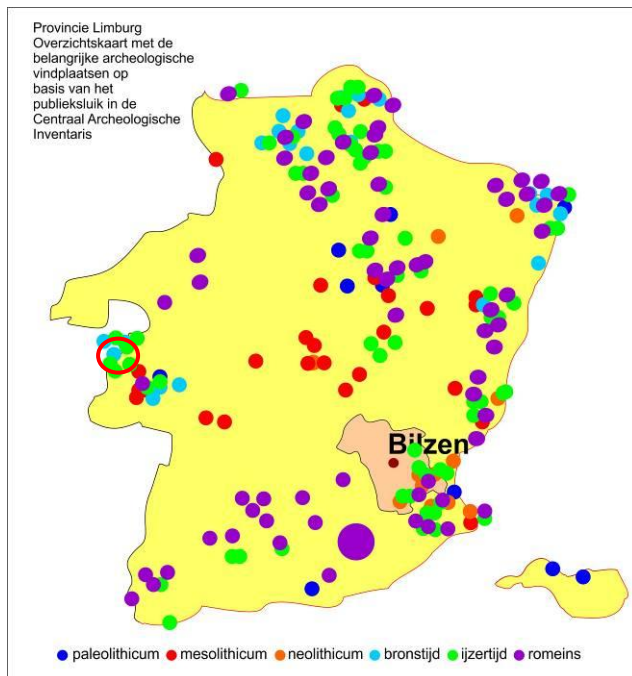 Provincie Limburg
Overzichtskaart met de
belangrijke archeologische
vindplaatsen op
basis van het
publieksluik in de
Centraal Archeologische
Inventaris
Bilzen
paleolithicum mesolithicum neolithicum bronstijd ijzertijd romeins